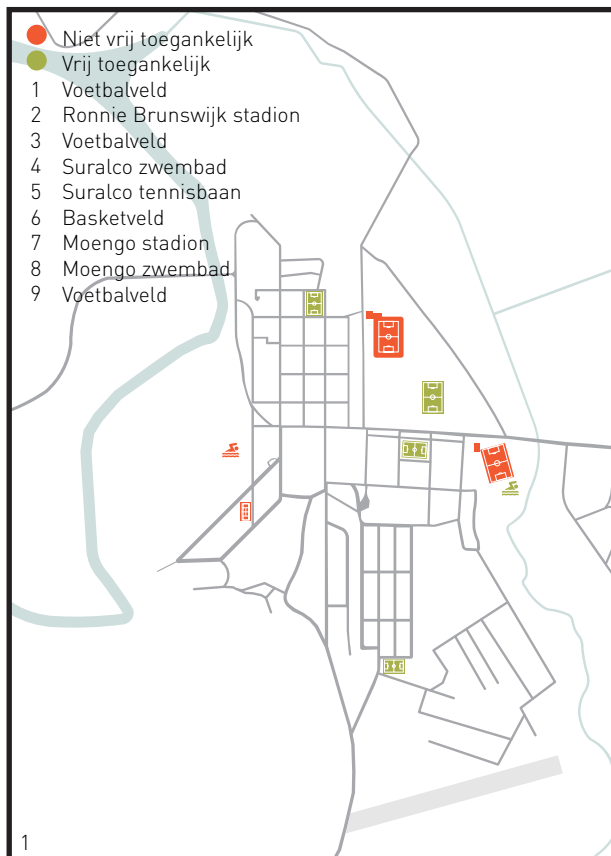 Niet vrij toegankelijk
Vrij toegankelijk
1 Voetbalveld
2 Ronnie Brunswijk stadion
3 Voetbalveld
4 Suralco zwembad
5 Suralco tennisbaan
6 Basketveld
7 Moengo stadion
8 Moengo zwembad
9 Voetbalveld
1